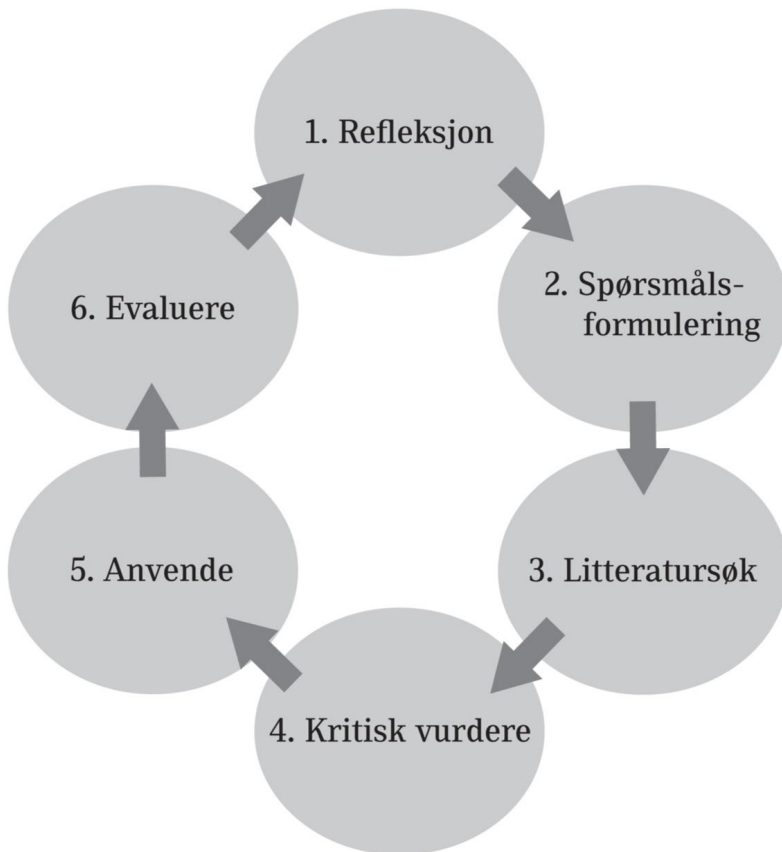 1. Refleksjon
2. Spørsmåls-
formulering
3. Litteratursøk
4. Kritisk vurdere
5. Anvende
6. Evaluere